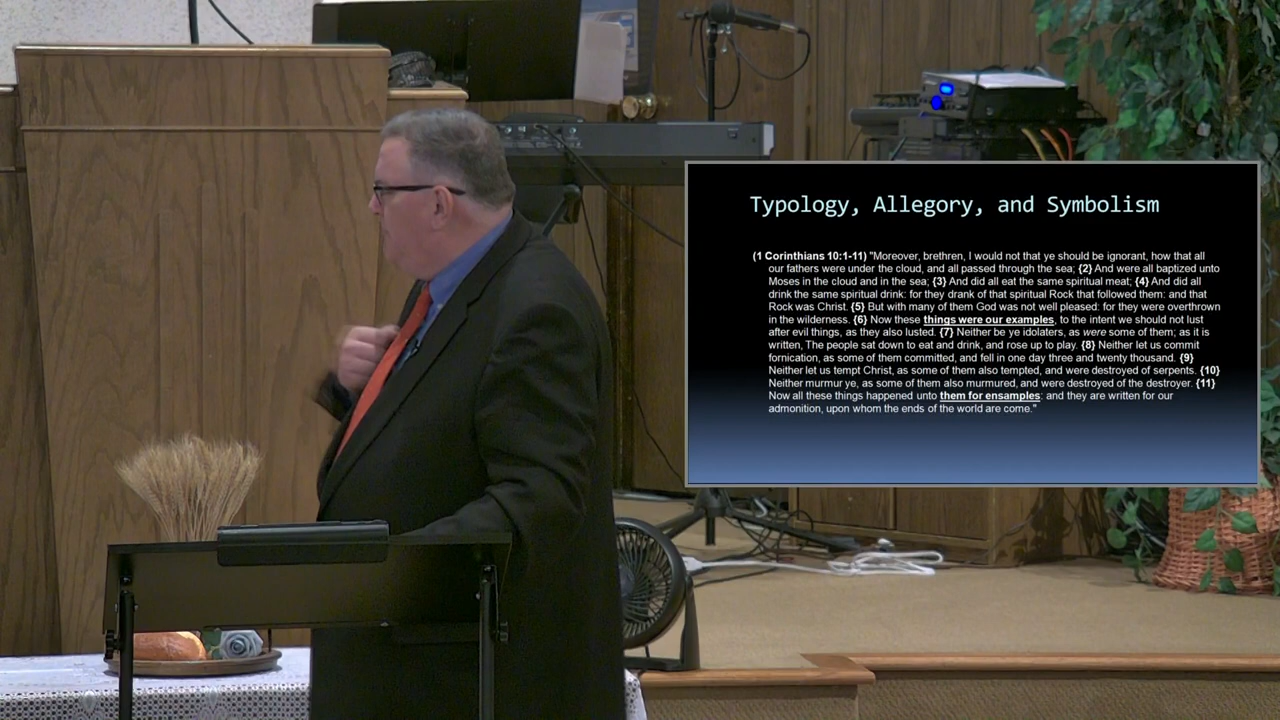 Typology, Allegory, and Symbolism
(1 Corinthians 10:1-11) "Moreover, brethren, I would not that ye should be ignorant, how that all
our fathers were under the cloud, and all passed through the sea; {2} And were all baptized unto
Moses in the cloud and in the sea; {3} And did all eat the same spiritual meat; {4} And did all
drink the same spiritual drink: for they drank of that spiritual Rock that followed them: and that
Rock was Christ. {5} But with many of them God was not well pleased: for they were overthrown
in the wilderness. {6} Now these things were our examples, to the intent we should not lust
after evil things, as they also lusted. {7} Neither be ye idolaters, as were some of them; as it is
written, The people sat down to eat and drink, and rose up to play. {8} Neither let us commit
fornication, as some of them committed, and fell in one day three and twenty thousand. {9}
Neither let us tempt Christ, as some of them also tempted, and were destroyed of serpents. {10}
Neither murmur ye, as some of them also murmured, and were destroyed of the destroyer. {11}
Now all these things happened unto them for ensamples: and they are written for our
admonition, upon whom the ends of the world are come."